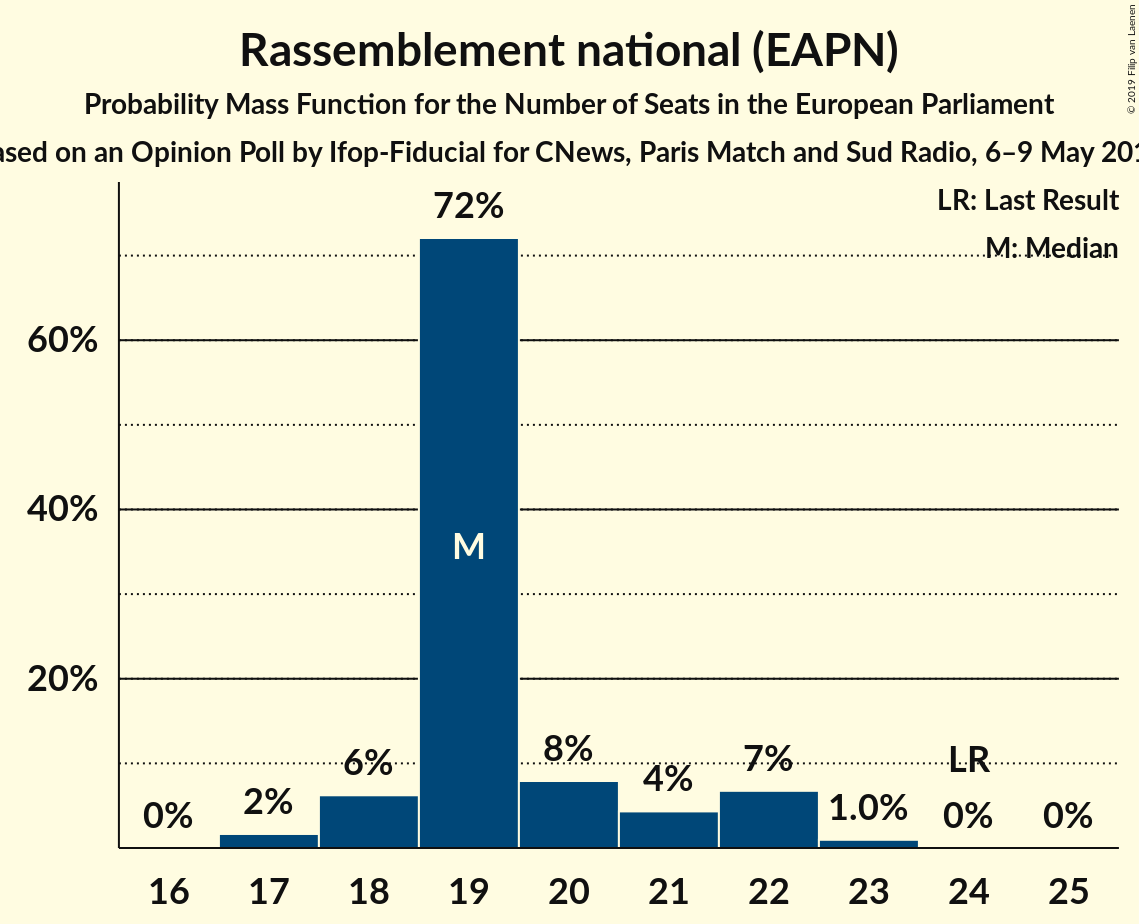 Rassemblement national (EAPN)
Probability Mass Function for the Number of Seats in the European Parliament
on an Opinion Poll by Ifop-Fiducial for CNews, Paris Match and Sud Radio, 6–9 May
© 2019 Filip van Laenen
LR: Last Result
M: Median
72%
60%
40%
M
20%
6%
8%
4%
7%
LR
0%
2%
1.0%
0%
0%
16 17 18 19 20 21 22 23 24 25